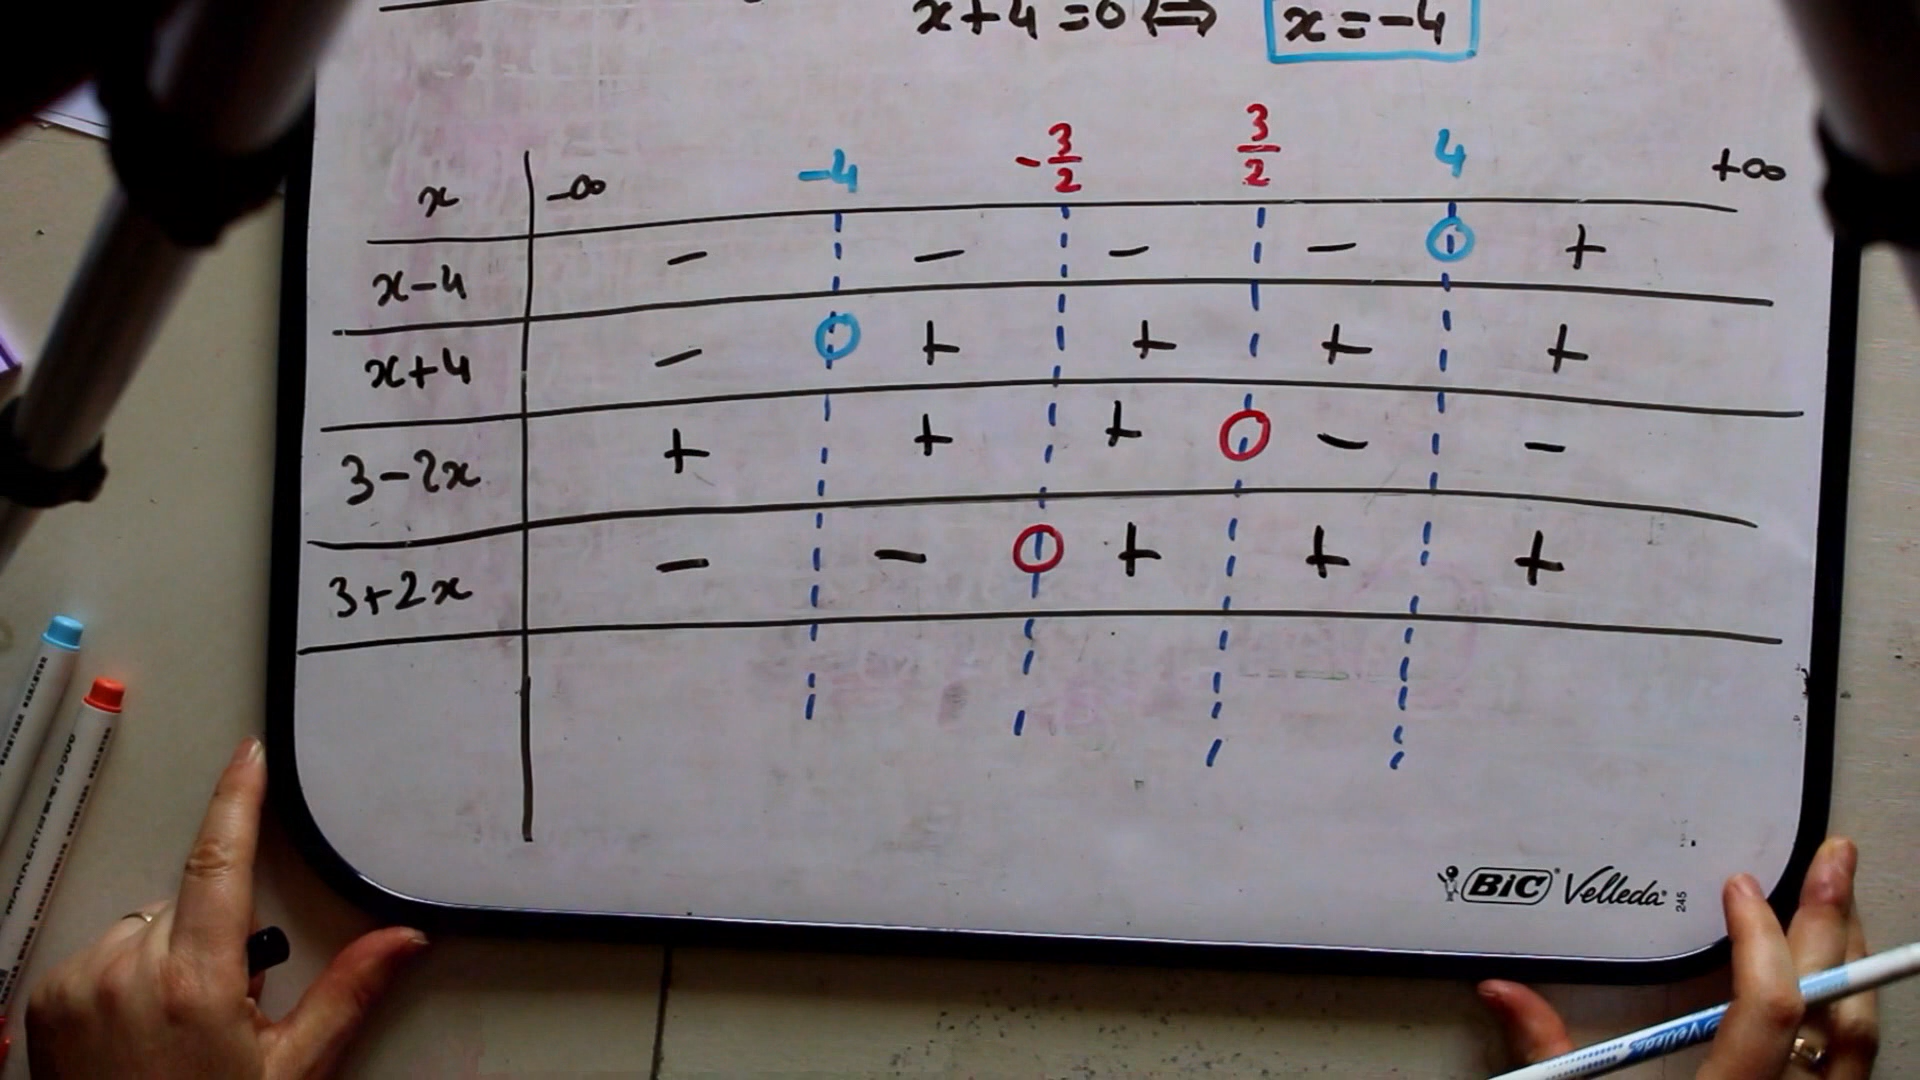 x+4=0 ⟺ x=-4
x -∞ -4 -3/2 3/2 4 +∞
x-4 - - - - 0 +
x+4 - 0 + + + +
3-2x + + + 0 - -
3+2x - - 0 + + +
BiC Velleda 245
Velleda